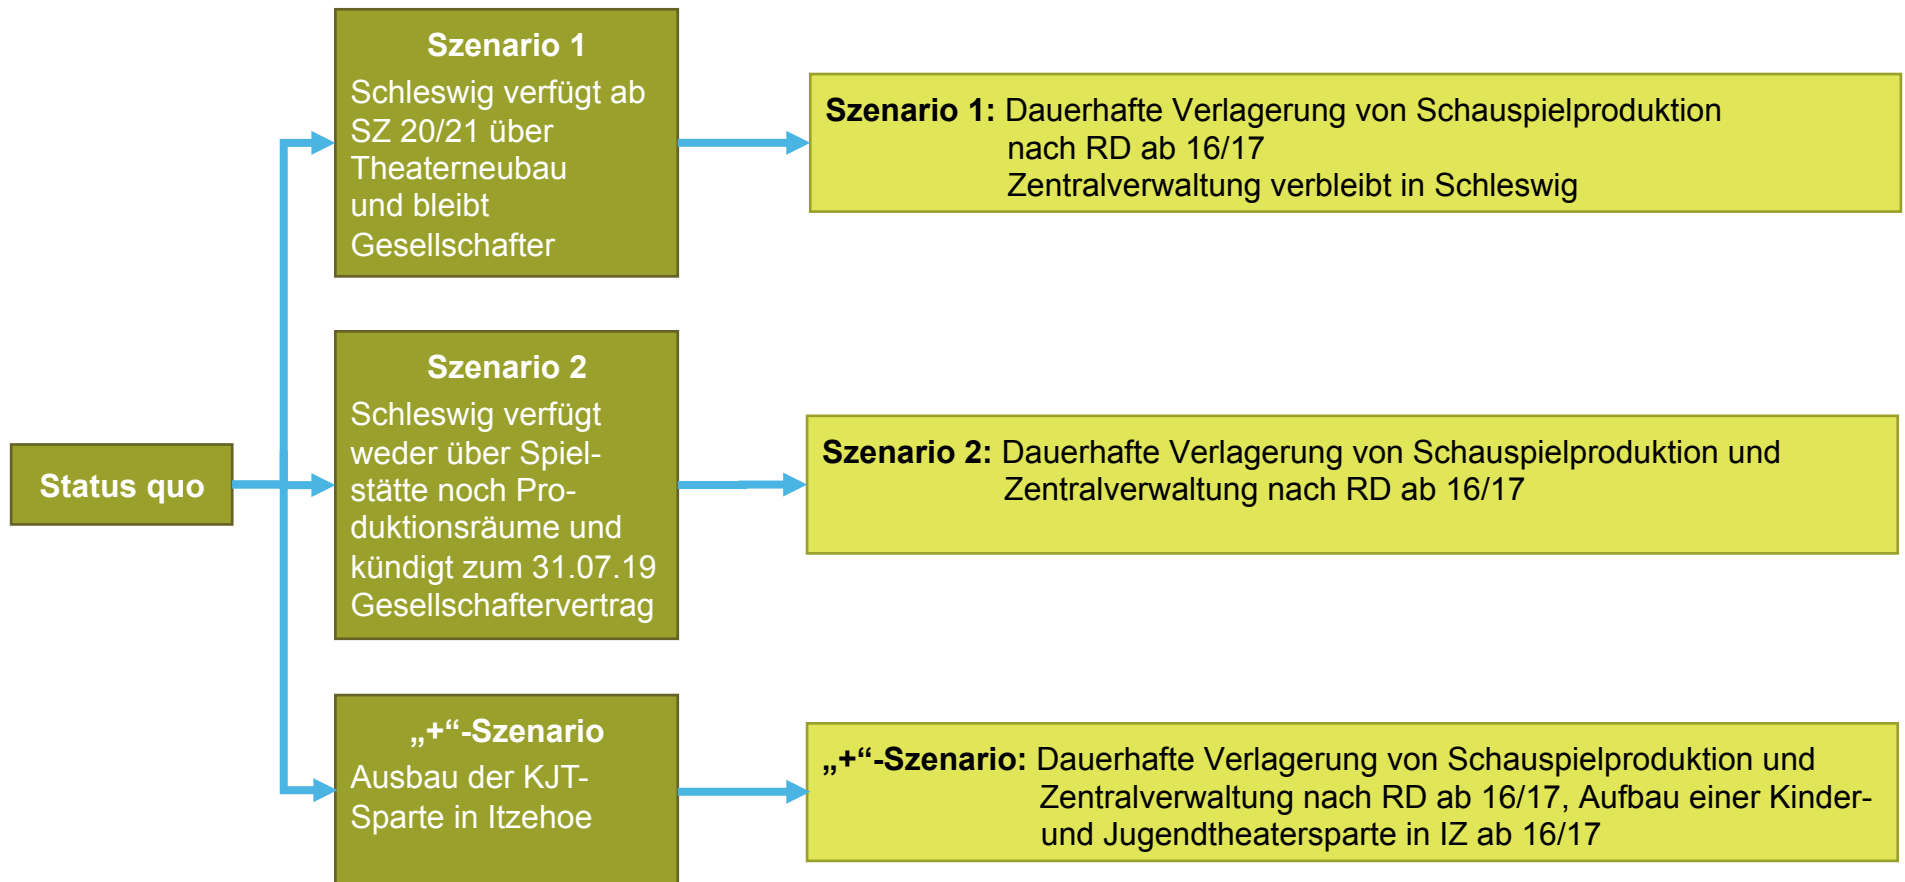 Status quo
Szenario 1
Schleswig verfügt ab
SZ 20/21 über
Theaterneubau
und bleibt
Gesellschafter
Szenario 1: Dauerhafte Verlagerung von Schauspielproduktion
nach RD ab 16/17
Zentralverwaltung verbleibt in Schleswig
Szenario 2
Schleswig verfügt
weder über Spiel-
stätte noch Pro-
duktionsräume und
kündigt zum 31.07.19
Gesellschaftervertrag
Szenario 2: Dauerhafte Verlagerung von Schauspielproduktion und
Zentralverwaltung nach RD ab 16/17
„+“-Szenario
Ausbau der KJT-
Sparte in Itzehoe
„+“-Szenario: Dauerhafte Verlagerung von Schauspielproduktion und
Zentralverwaltung nach RD ab 16/17, Aufbau einer Kinder-
und Jugendtheatersparte in IZ ab 16/17